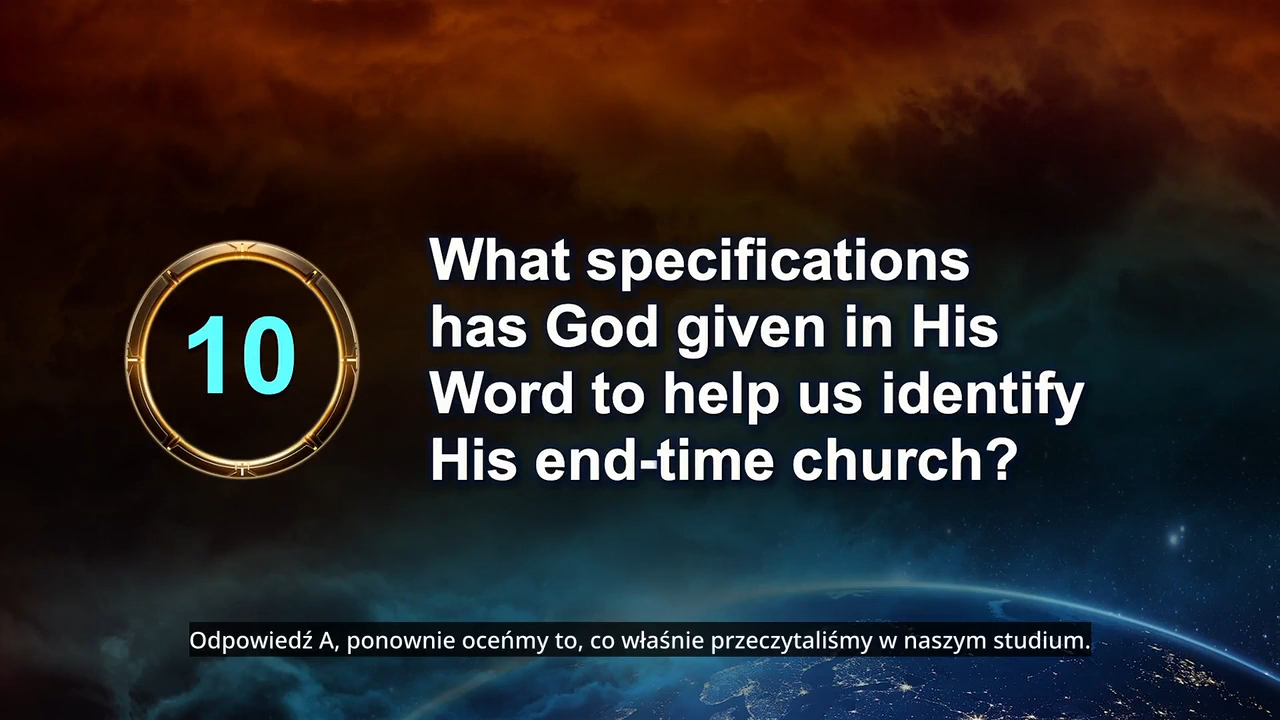 10
What specifications
has God given in His
Word to help us identify
His end-time church?
Odpowiedź A, ponownie oceńmy to, co właśnie przeczytaliśmy w naszym studium.